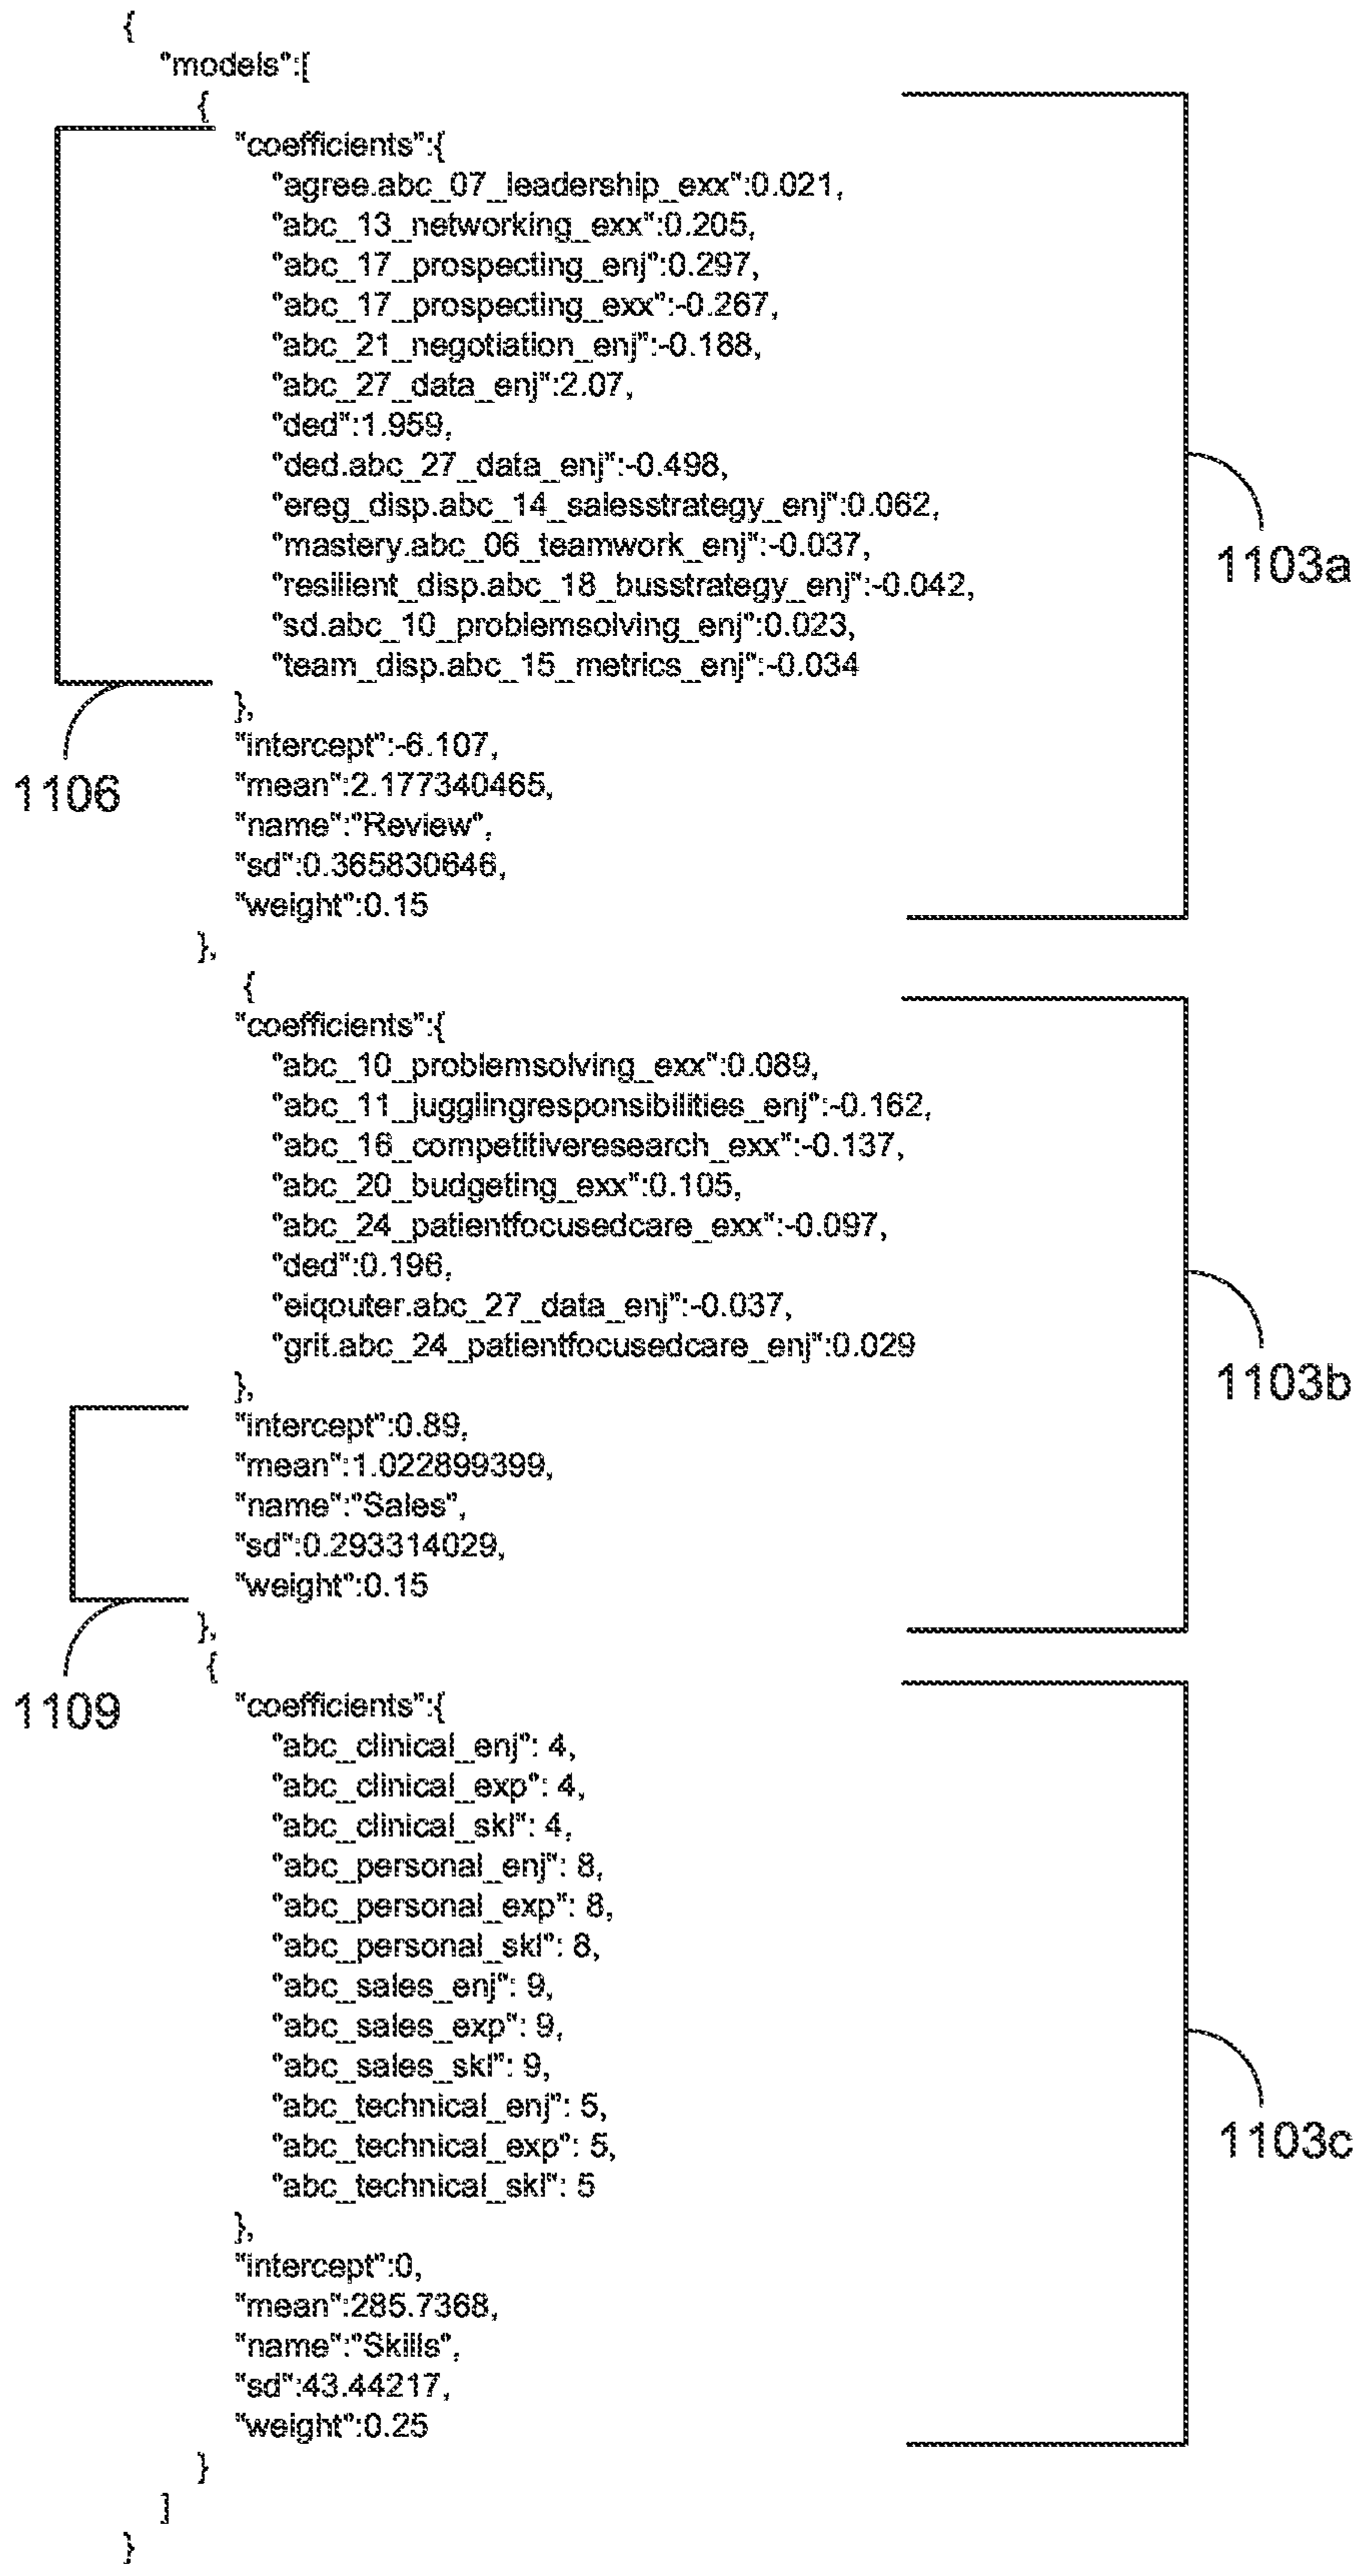 {
"models":[
{
"coefficients":{
"agree.abc_07_leadership_exx":0.021,
"abc_13_networking_exx":0.205,
"abc_17_prospecting_enj":0.297,
"abc_17_prospecting_exx":-0.267,
"abc_21_negotiation_enj":-0.188,
"abc_27_data_enj":2.07,
"ded":1.959,
"ded.abc_27_data_enj":-0.498,
"ereg_disp.abc_14_salesstrategy_enj":0.062,
"mastery.abc_06_teamwork_enj":-0.037,
"resilient_disp.abc_18_busstrategy_enj":-0.042,
"sd.abc_10_problemsolving_enj":0.023,
"team_disp.abc_15_metrics_enj":-0.034
},
"intercept":-6.107,
"mean":2.177340465,
"name":"Review",
"sd":0.365830646,
"weight":0.15
},
1103a
1106
{
"coefficients":{
"abc_10_problemsolving_exx":0.089,
"abc_11_jugglingresponsibilities_enj":-0.162,
"abc_16_competitiveresearch_exx":-0.137,
"abc_20_budgeting_exx":0.105,
"abc_24_patientfocusedcare_exx":-0.097,
"ded":0.196,
"eiqouter.abc_27_data_enj":-0.037,
"grit.abc_24_patientfocusedcare_enj":0.029
},
"intercept":0.89,
"mean":1.022899399,
"name":"Sales",
"sd":0.293314029,
"weight":0.15
},
1103b
1109
{
"coefficients":{
"abc_clinical_enj": 4,
"abc_clinical_exp": 4,
"abc_clinical_skl": 4,
"abc_personal_enj": 8,
"abc_personal_exp": 8,
"abc_personal_skl": 8,
"abc_sales_enj": 9,
"abc_sales_exp": 9,
"abc_sales_skl": 9,
"abc_technical_enj": 5,
"abc_technical_exp": 5,
"abc_technical_skl": 5
},
"intercept":0,
"mean":285.7368,
"name":"Skills",
"sd":43.44217,
"weight":0.25
}
]
}
1103c